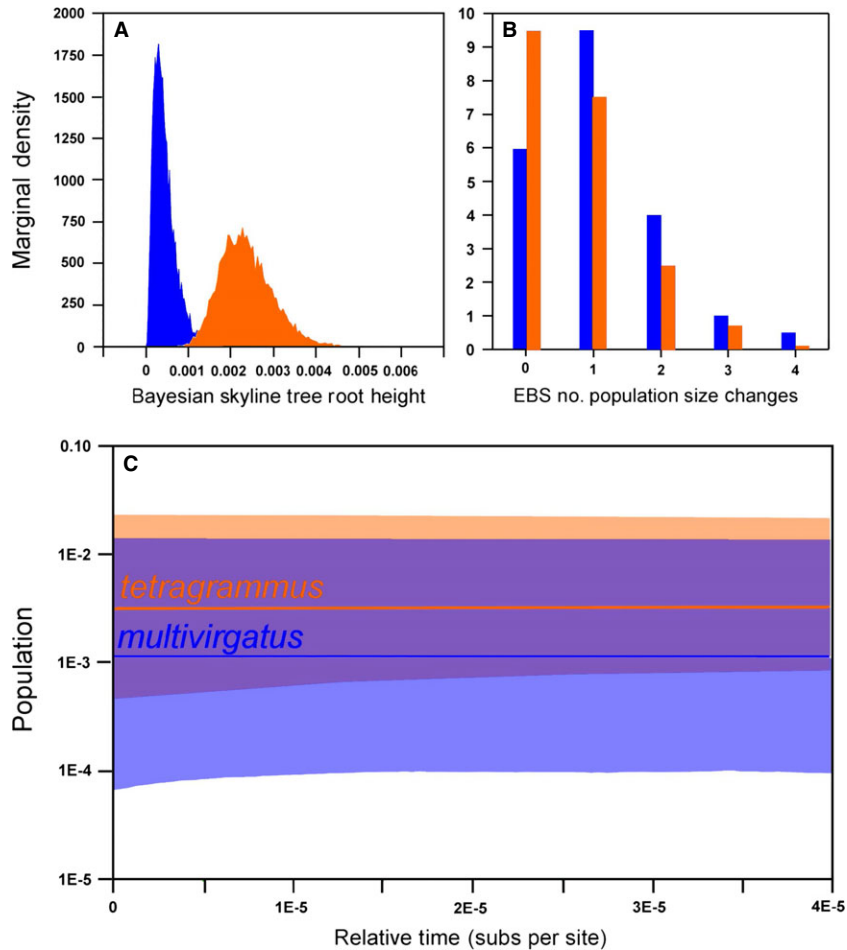 A
2000
1750
1500
1250
1000
750
500
250
0
Marginal density
0 0.001 0.002 0.003 0.004 0.005 0.006
Bayesian skyline tree root height
B
10
9
8
7
6
5
4
3
2
1
0
0 1 2 3 4
EBS no. population size changes
C
0.10
1E-2
1E-3
1E-4
1E-5
Population
tetragrammus
multivirgatus
0 1E-5 2E-5 3E-5 4E-5
Relative time (subs per site)